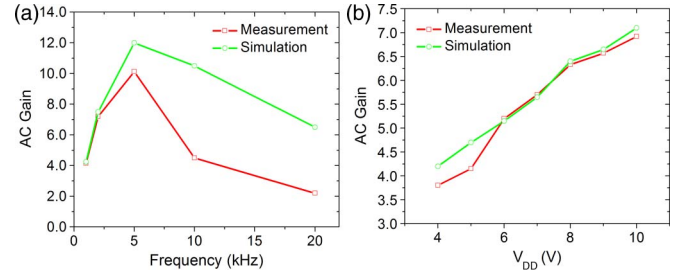 (a)
Measurement
Simulation
AC Gain
14.0
12.0
10.0
8.0
6.0
4.0
2.0
0.0
0 5 10 15 20
Frequency (kHz)
(b)
Measurement
Simulation
AC Gain
7.5
7.0
6.5
6.0
5.5
5.0
4.5
4.0
3.5
3.0
4 6 8 10
V_DD (V)